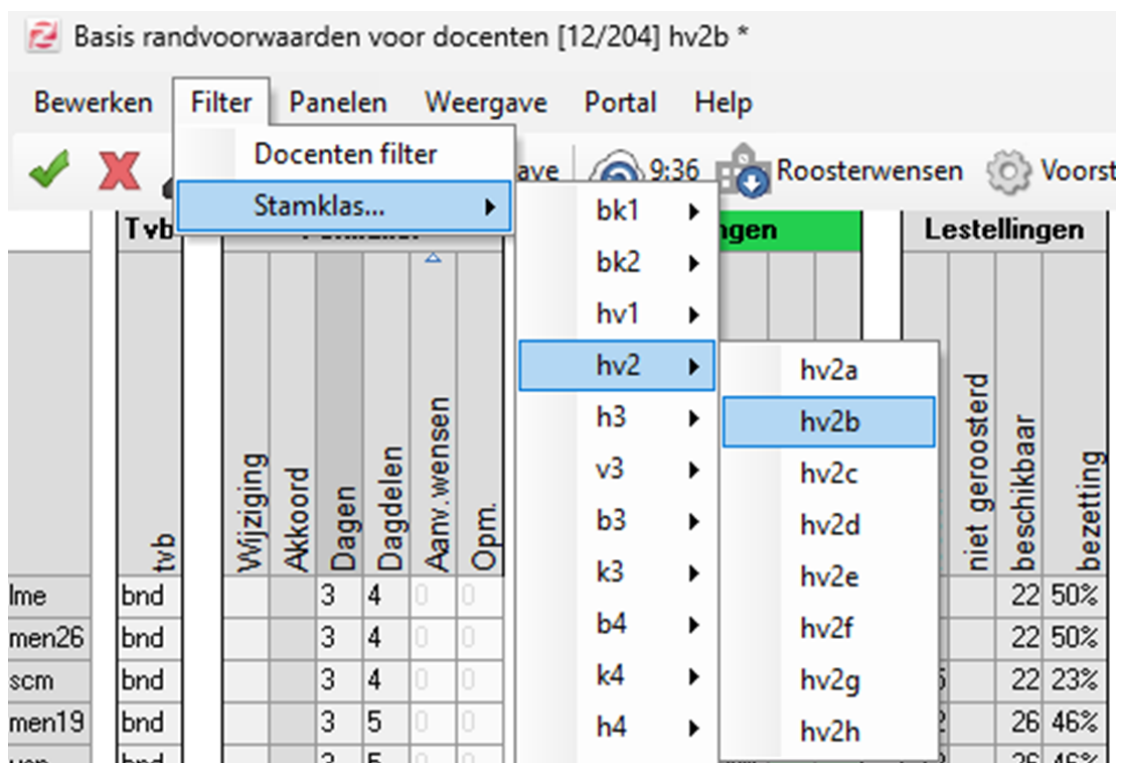 Basis randvoorwaarden voor docenten [12/204] hv2b *
Bewerken Filter Panelen Weergave Portal Help
Docenten filter
9:36 Roosterwensen Voorst
Stamklas...
Tvb Lestellingen
bk1
bk2
hv1
hv2
h3
v3
b3
k3
b4
k4
h4
hv2a
hv2b
hv2c
hv2d
hv2e
hv2f
hv2g
hv2h
tvb Wijziging Akkoord Dagen Dagdelen Aanv.wensen Opm. niet geroosterd beschikbaar bezetting
lme bnd 3 4 0 0 22 50%
men26 bnd 3 4 0 0 22 50%
scm bnd 3 4 0 0 22 23%
men19 bnd 3 5 0 0 26 46%